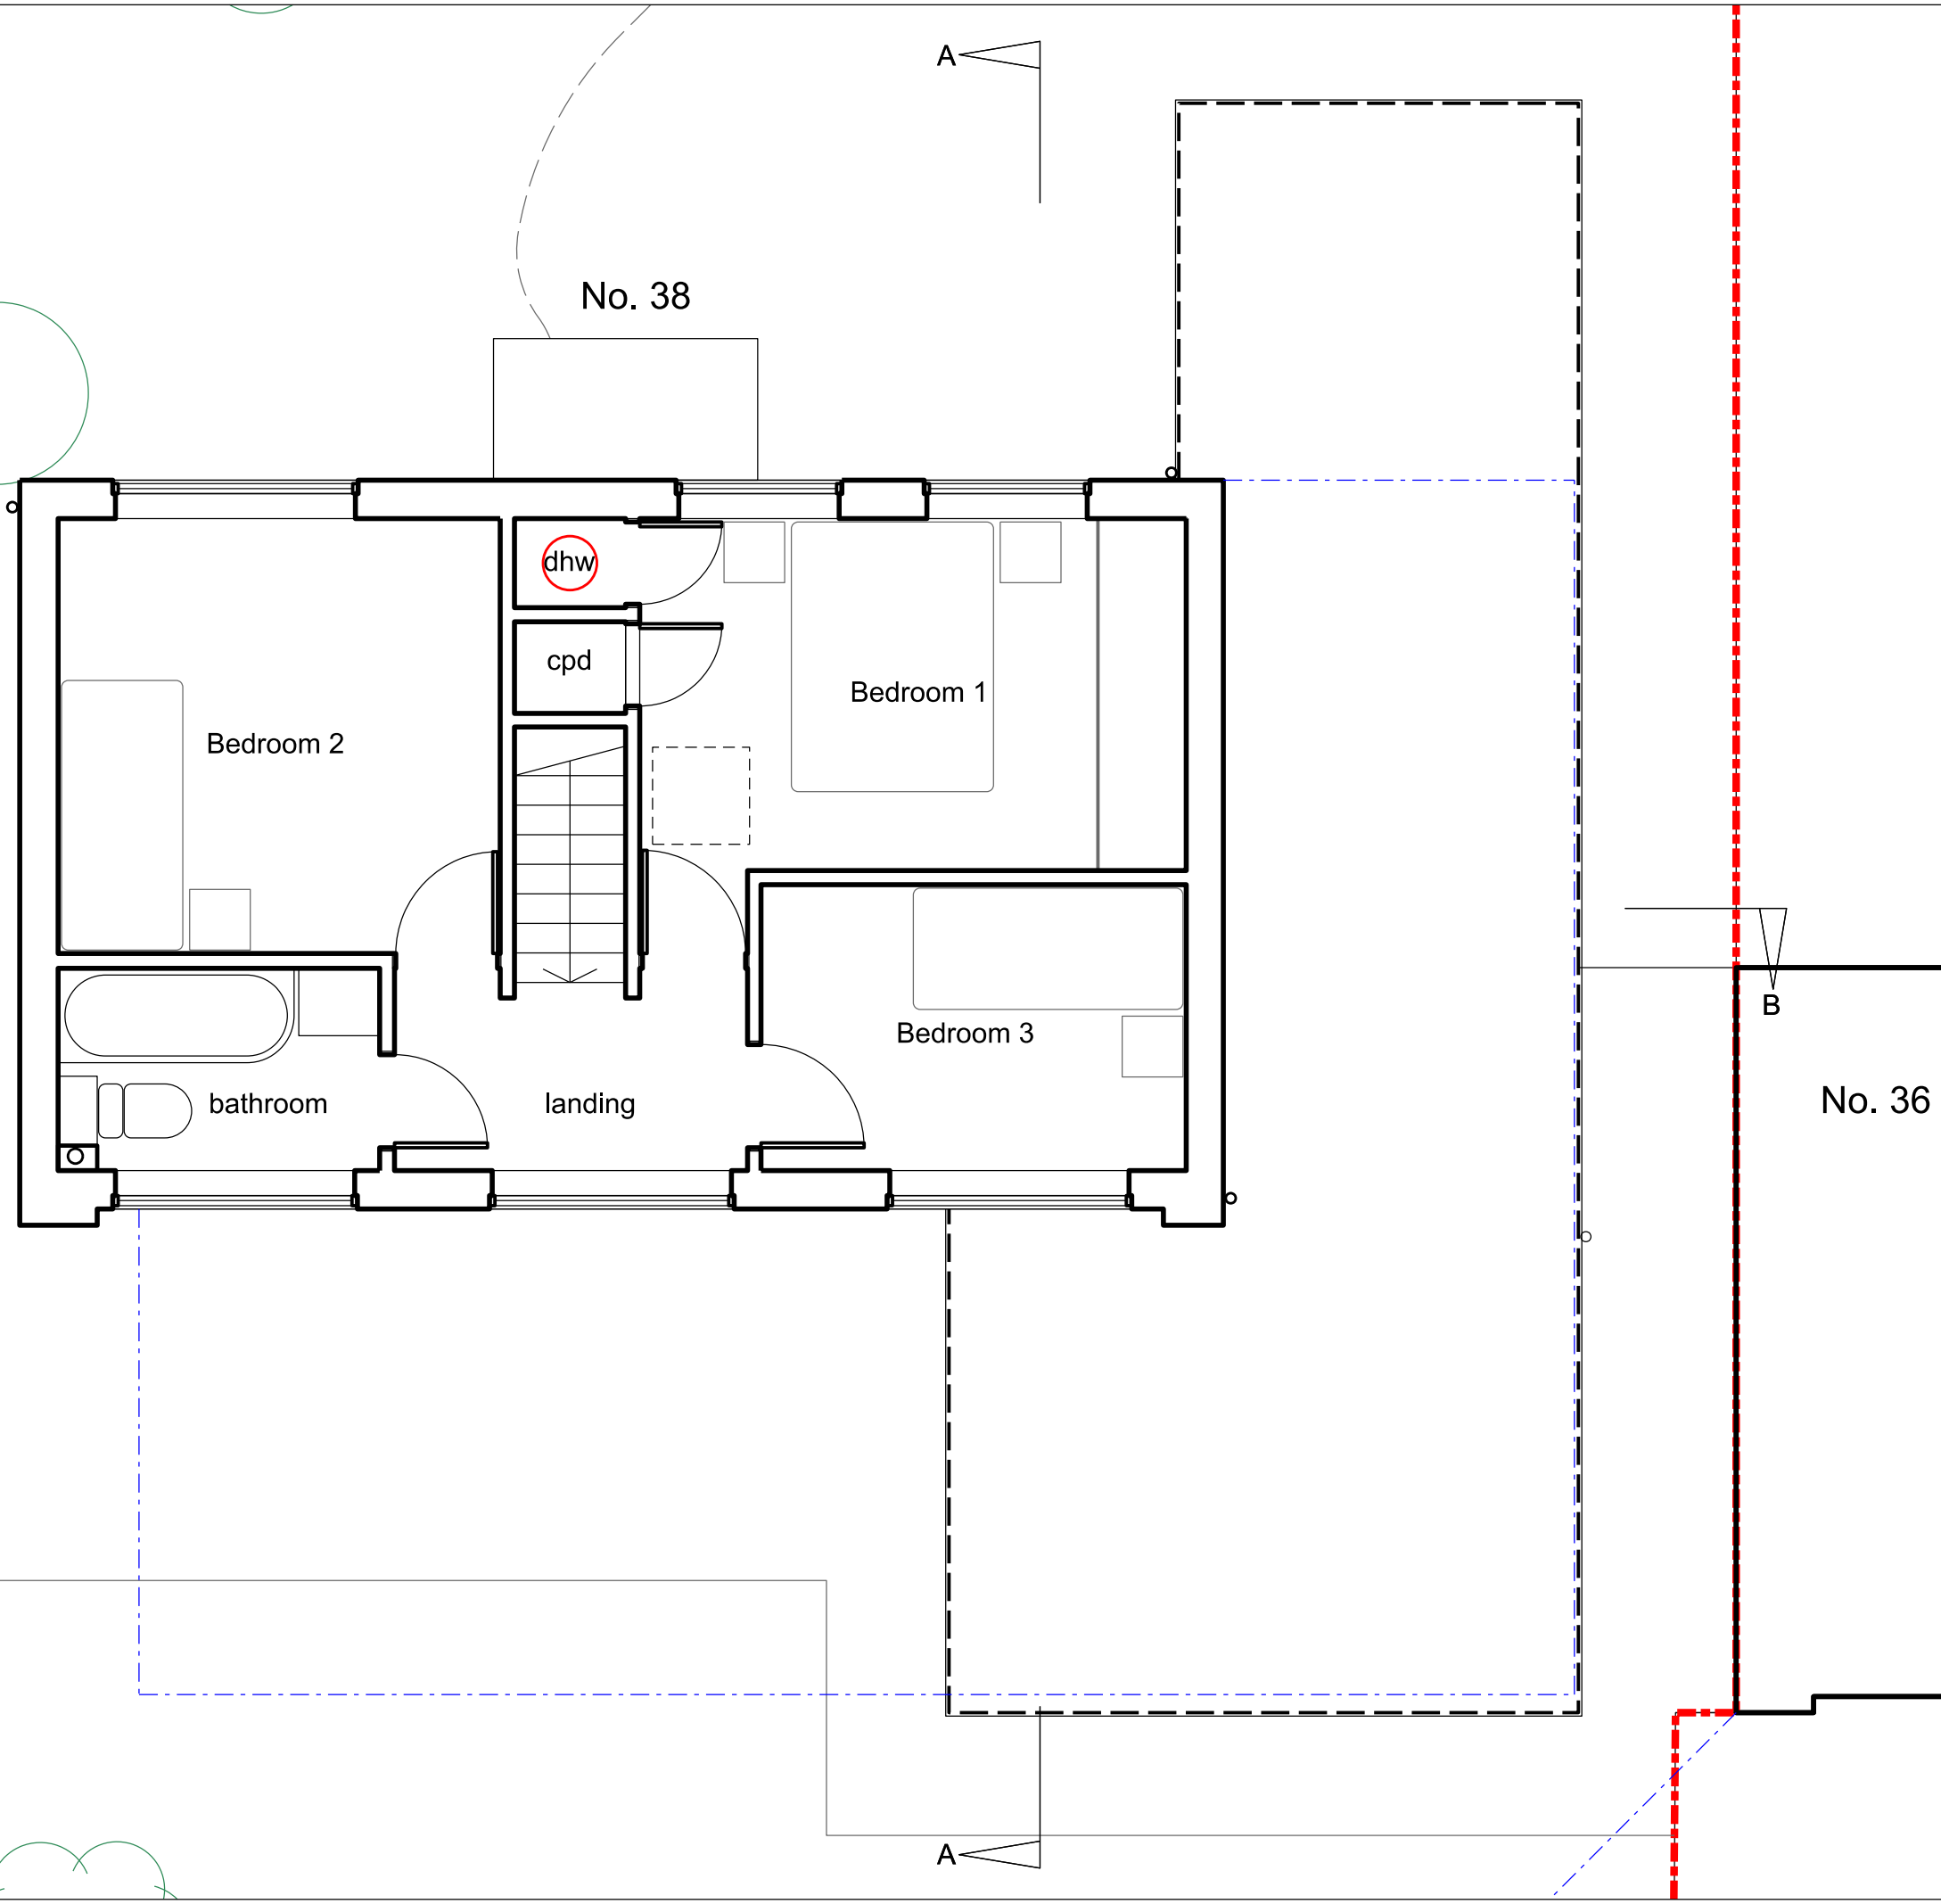 A
No. 38
dhw
cpd
Bedroom 1
Bedroom 2
B
Bedroom 3
bathroom
landing
No. 36
A